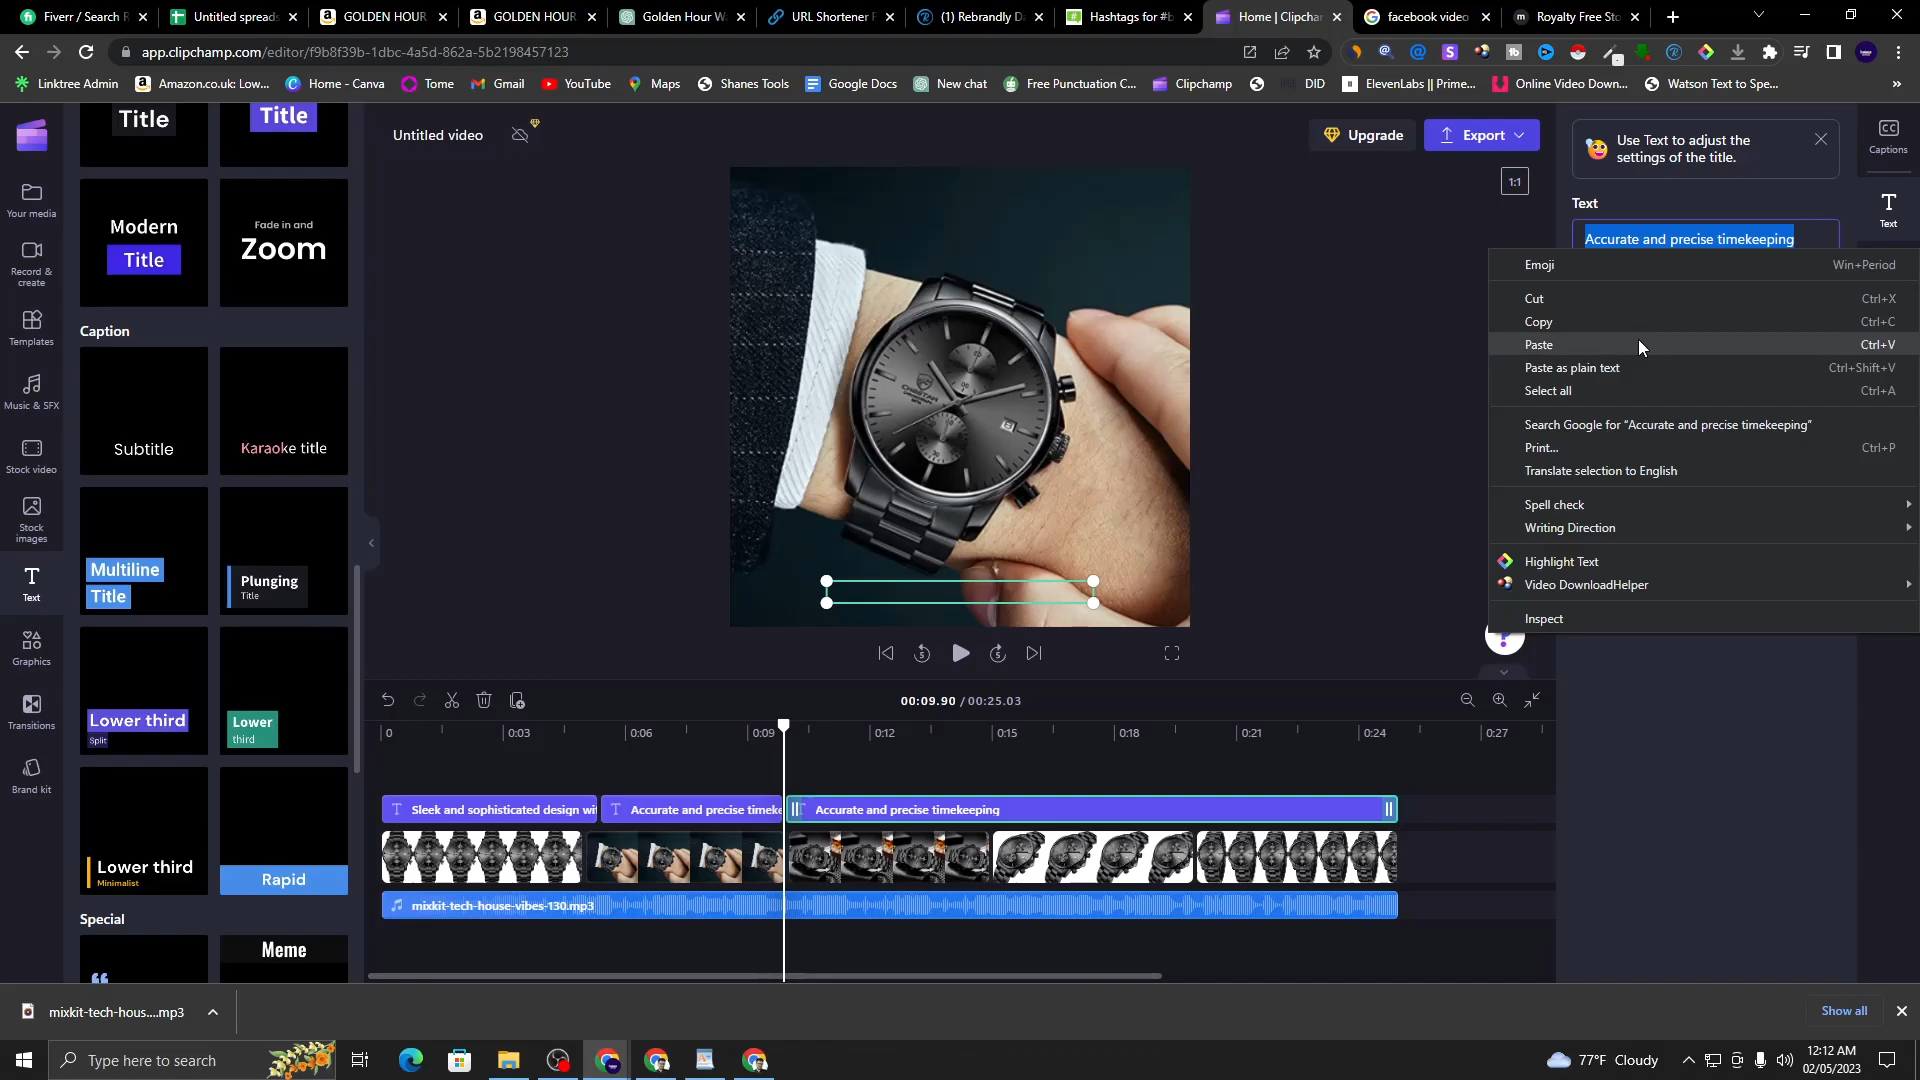 Fiverr / Search R
Untitled spreads
GOLDEN HOUR
GOLDEN HOUR
Golden Hour W
URL Shortener F
(1) Rebrandly Da
Hashtags for #b
Home | Clipcham
facebook video
Royalty Free Sto
app.clipchamp.com/editor/f9b8f39b-1dbc-4a5d-862a-5b2198457123
Linktree Admin
Amazon.co.uk: Low...
Home - Canva
Tome
Gmail
YouTube
Maps
Shanes Tools
Google Docs
New chat
Free Punctuation C...
Clipchamp
DID
ElevenLabs || Prime...
Online Video Down...
Watson Text to Spe...
»
Your media
Record &
create
Templates
Music & SFX
Stock video
Stock
images
Text
Graphics
Transitions
Brand kit
Title
Title
Modern
Title
Fade in and
Zoom
Caption
Subtitle
Karaoke title
Multiline
Title
Plunging
Title
Lower third
Split
Lower
third
Lower third
Minimalist
Rapid
Special
Meme
Untitled video
Upgrade
Export
1:1
Use Text to adjust the
settings of the title.
Text
Accurate and precise timekeeping
Captions
Text
Emoji Win+Period
Cut Ctrl+X
Copy Ctrl+C
Paste Ctrl+V
Paste as plain text Ctrl+Shift+V
Select all Ctrl+A
Search Google for “Accurate and precise timekeeping”
Print... Ctrl+P
Translate selection to English
Spell check
Writing Direction
Highlight Text
Video DownloadHelper
Inspect
CHEETAH
00:09.90 / 00:25.03
0 0:03 0:06 0:09 0:12 0:15 0:18 0:21 0:24 0:27
Sleek and sophisticated design wi
Accurate and precise timeke
Accurate and precise timekeeping
mixkit-tech-house-vibes-130.mp3
mixkit-tech-hous....mp3
Show all
Type here to search
77°F Cloudy
12:12 AM
02/05/2023